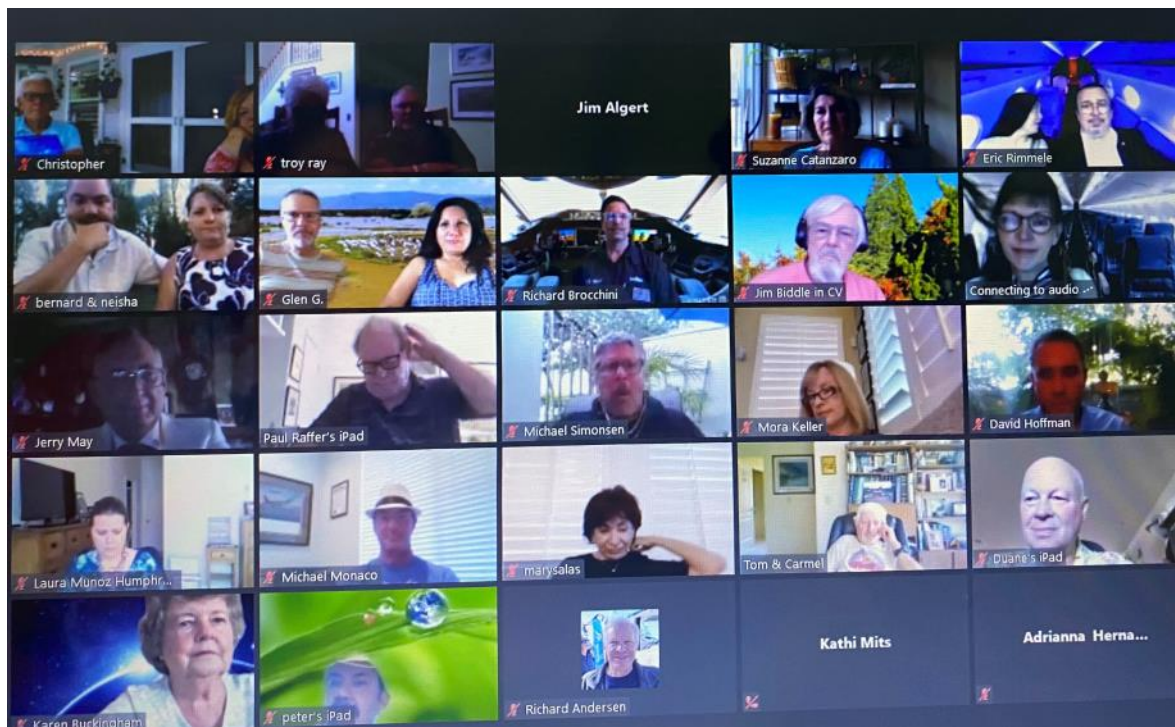 Christopher
troy ray
Jim Algert
Suzanne Catanzaro
Eric Rimmele
bernard & neisha
Glen G.
Richard Brocchini
Jim Biddle in CV
Connecting to audio ··
Jerry May
Paul Raffer's iPad
Michael Simonsen
Mora Keller
David Hoffman
Laura Munoz Humphr...
Michael Monaco
marysalas
Tom & Carmel
Duane's iPad
Karen Buckingham
peter's iPad
Richard Andersen
Kathi Mits
Adrianna Herna...